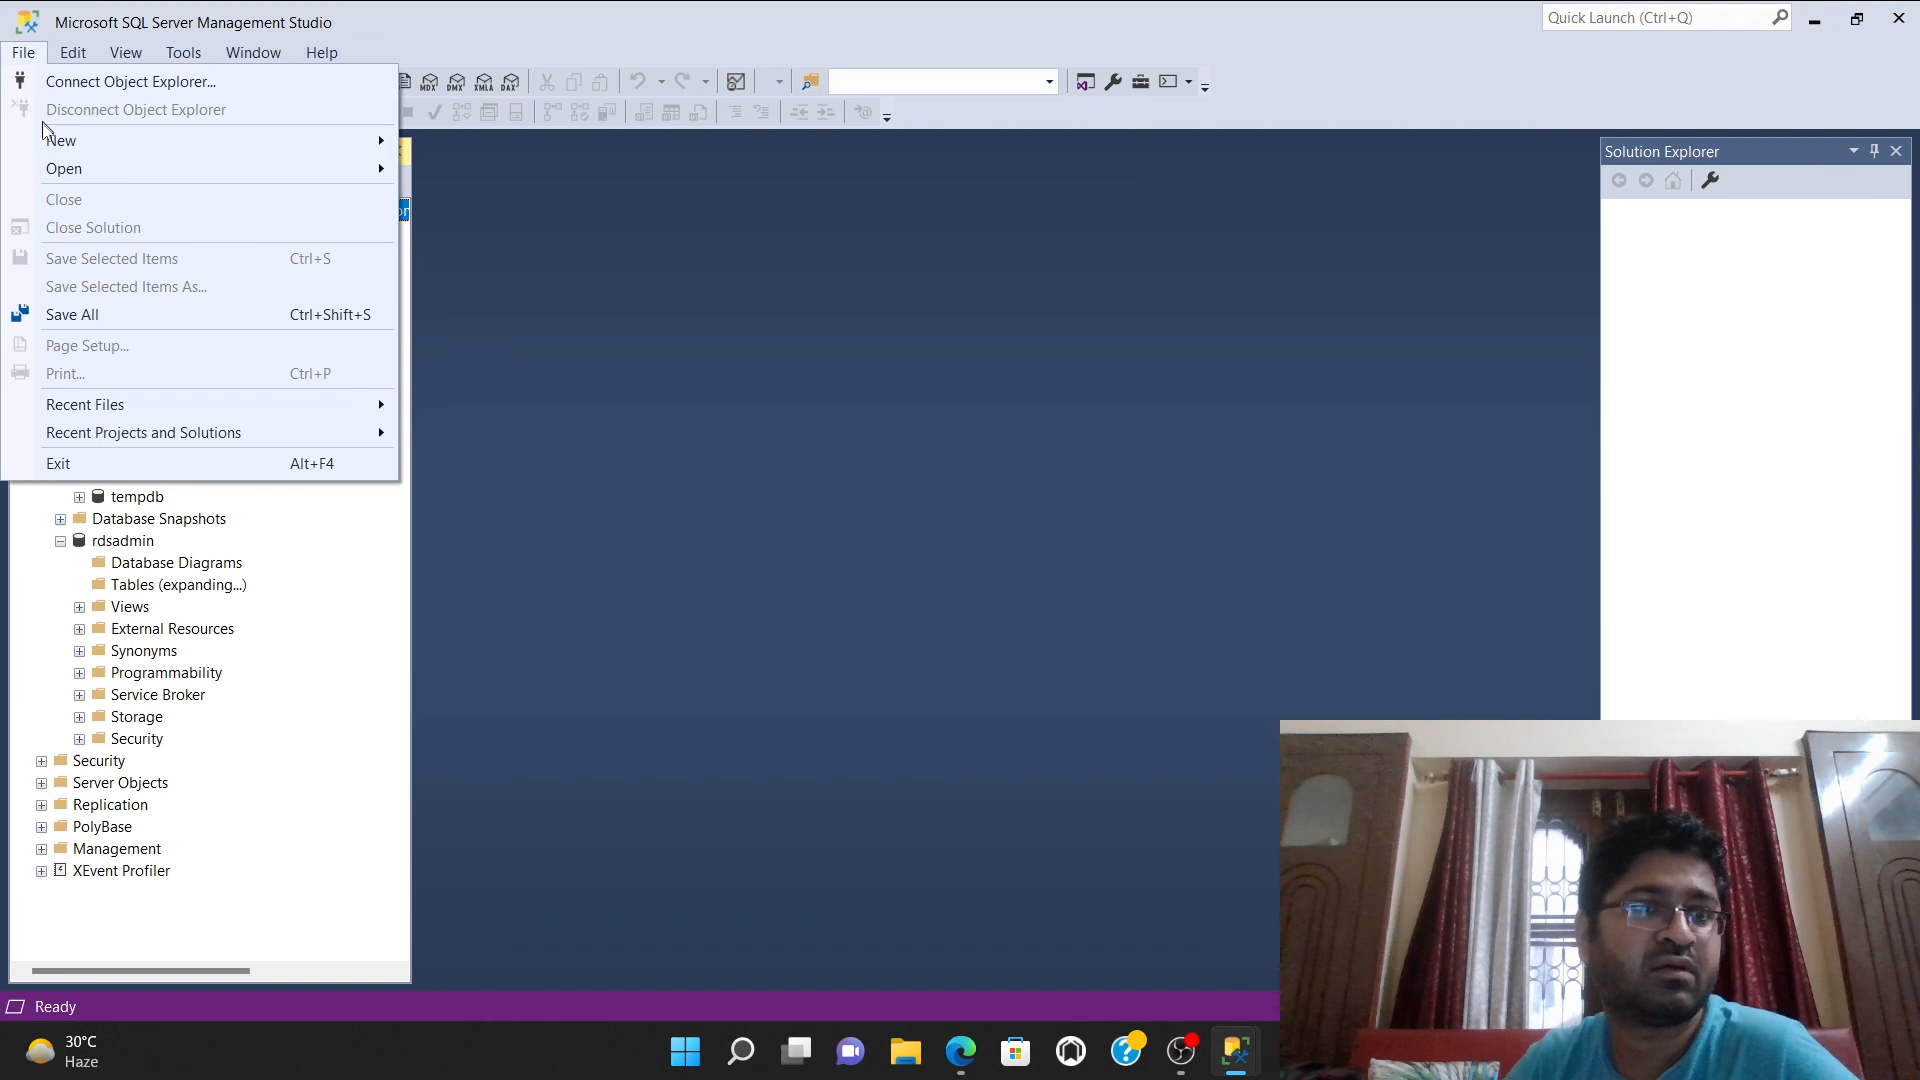 Microsoft SQL Server Management Studio
Quick Launch (Ctrl+Q)
File Edit View Tools Window Help
Connect Object Explorer...
MDX DMX XMLA DAX
Disconnect Object Explorer
New
Open
Solution Explorer
Close
Close Solution
Save Selected Items Ctrl+S
Save Selected Items As...
Save All Ctrl+Shift+S
Page Setup...
Print... Ctrl+P
Recent Files
Recent Projects and Solutions
Exit Alt+F4
tempdb
Database Snapshots
rdsadmin
Database Diagrams
Tables (expanding...)
Views
External Resources
Synonyms
Programmability
Service Broker
Storage
Security
Security
Server Objects
Replication
PolyBase
Management
XEvent Profiler
Ready
30°C
Haze